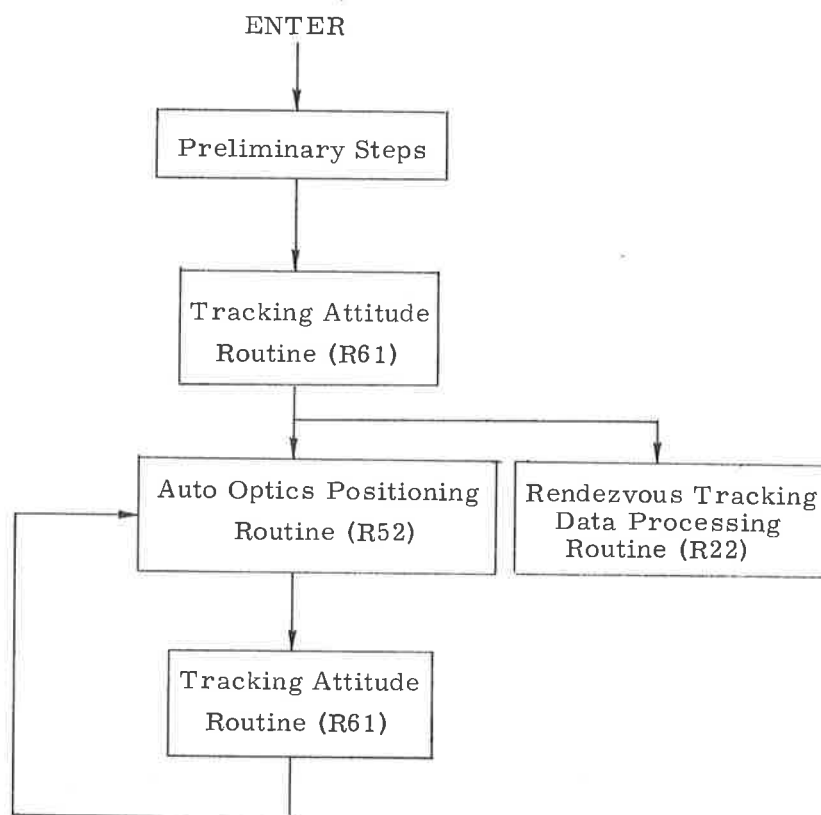 ENTER
Preliminary Steps
Tracking Attitude
Routine (R61)
Auto Optics Positioning
Routine (R52)
Rendezvous Tracking
Data Processing
Routine (R22)
Tracking Attitude
Routine (R61)